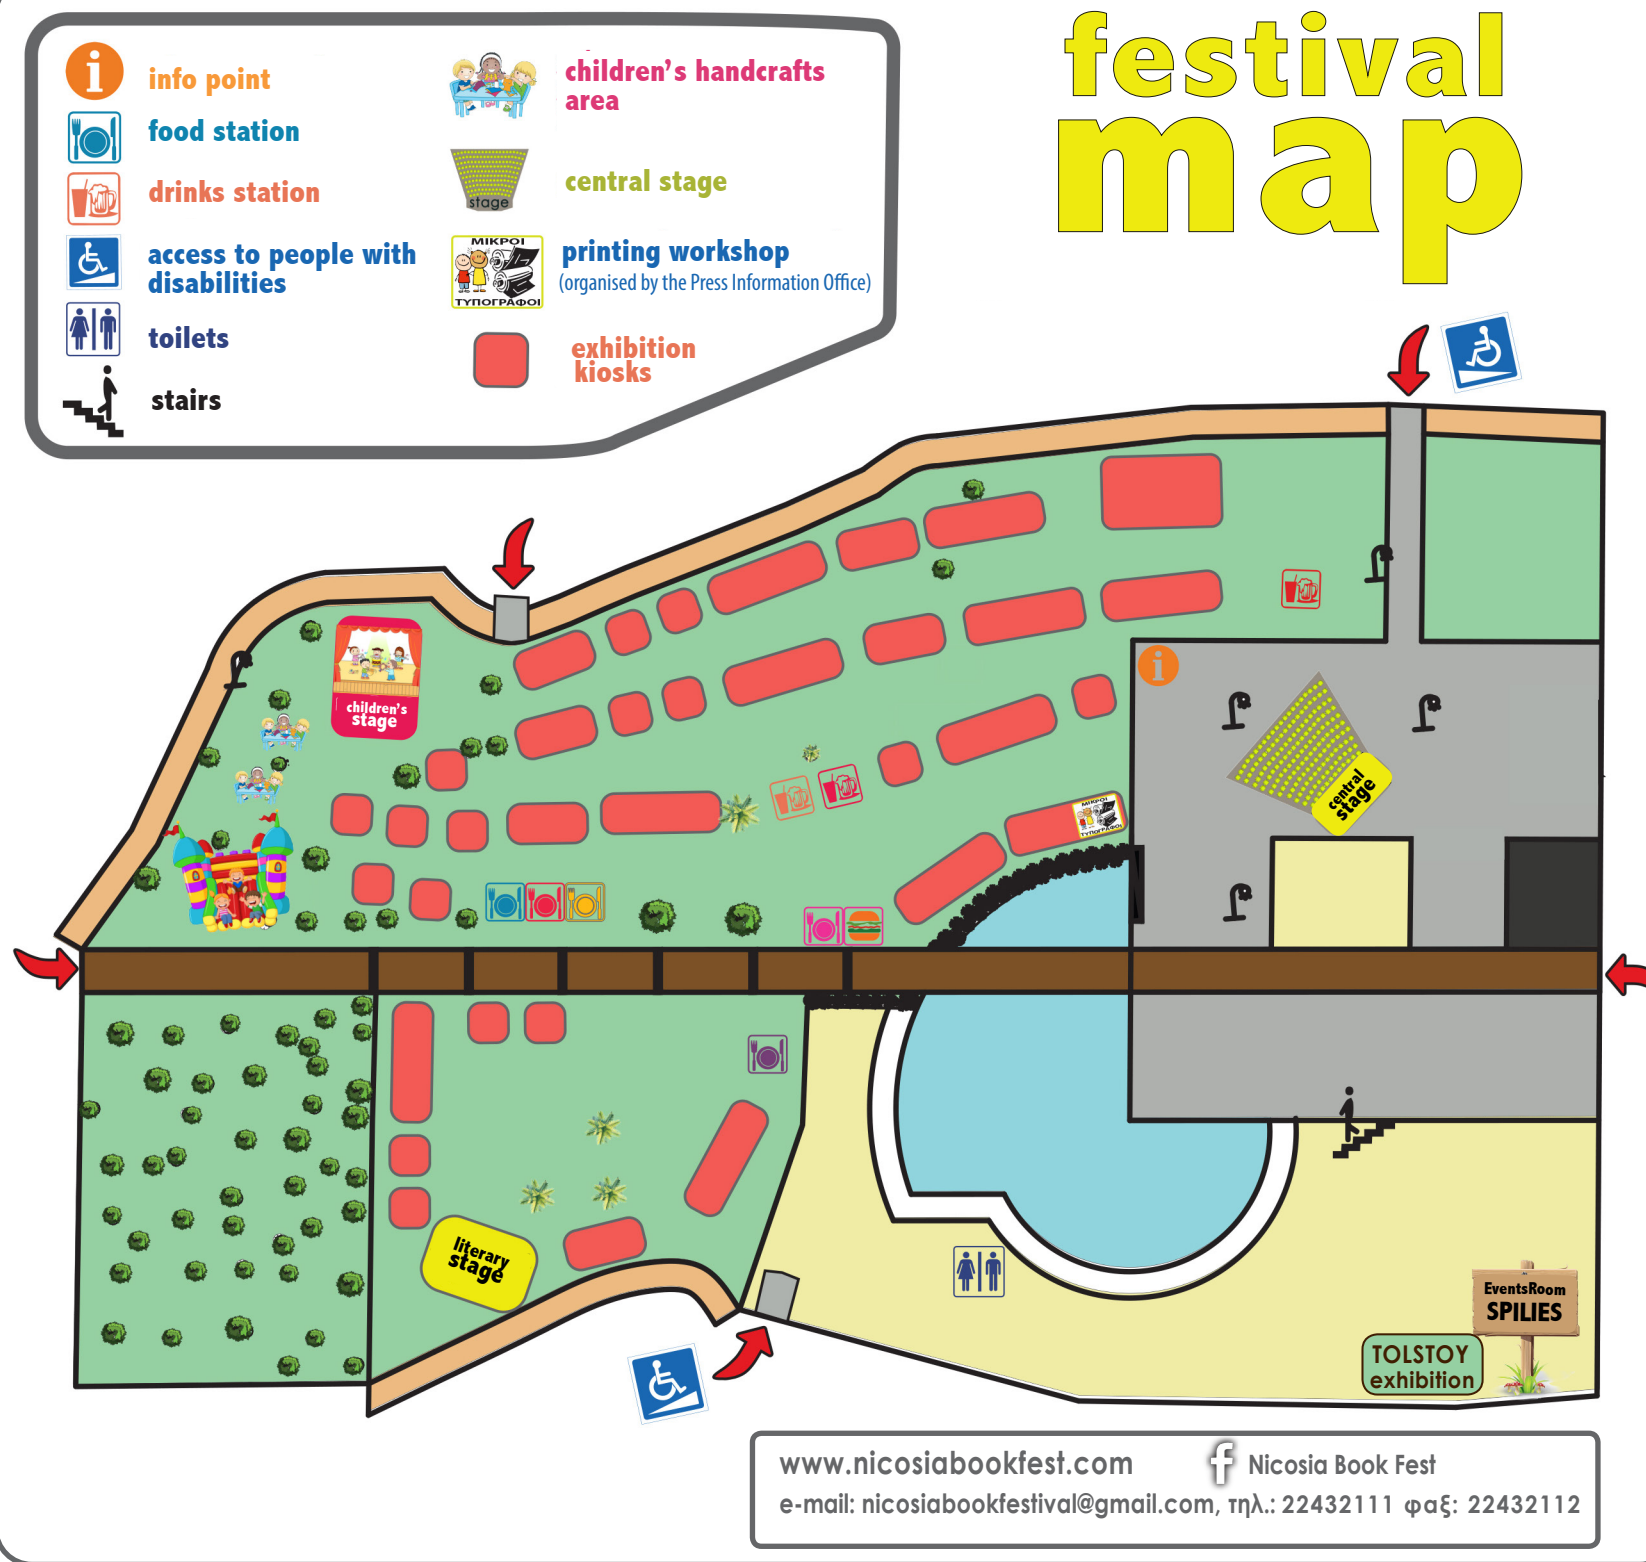 festival
map
info point
food station
drinks station
access to people with
disabilities
toilets
stairs
children's handcrafts
area
stage
central stage
ΜΙΚΡΟΙ
ΤΥΠΟΓΡΑΦΟΙ
printing workshop
(organised by the Press Information Office)
exhibition
kiosks
children's
stage
central
stage
ΜΙΚΡΟΙ
ΤΥΠΟΓΡΑΦΟΙ
literary
stage
EventsRoom
SPILIES
TOLSTOY
exhibition
www.nicosiabookfest.com
f Nicosia Book Fest
e-mail: nicosiabookfestival@gmail.com, τηλ.: 22432111 φαξ: 22432112